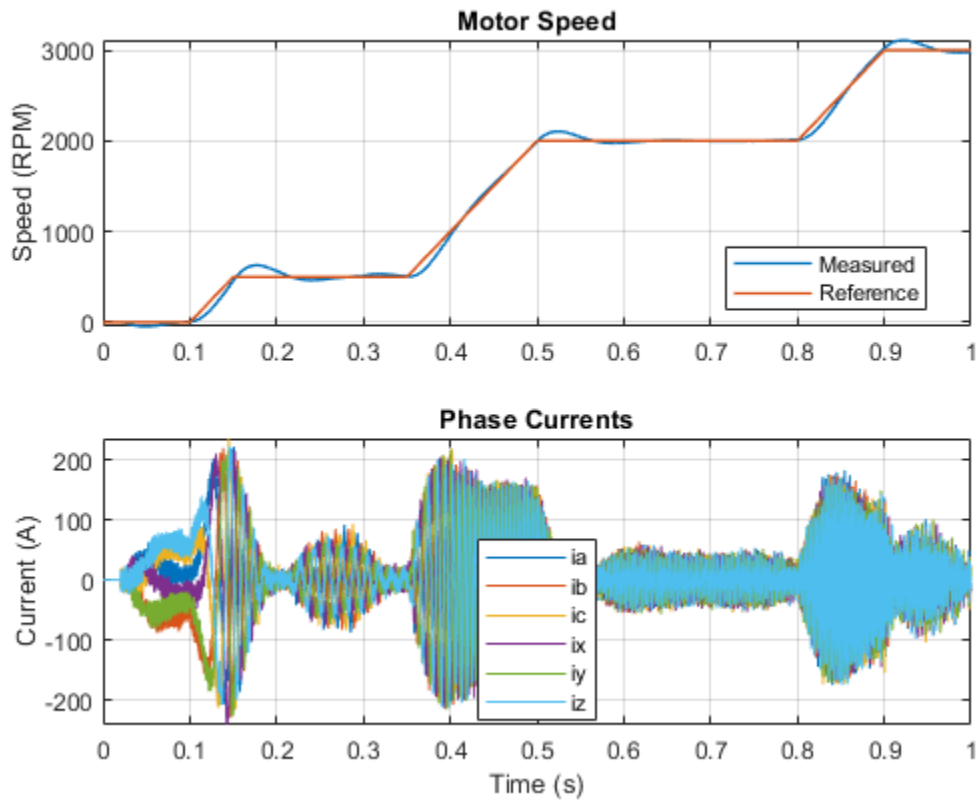 Motor Speed
3000
2000
1000
0
Speed (RPM)
Measured
Reference
0 0.1 0.2 0.3 0.4 0.5 0.6 0.7 0.8 0.9 1
Phase Currents
200
100
0
-100
-200
Current (A)
ia
ib
ic
ix
iy
iz
0 0.1 0.2 0.3 0.4 0.5 0.6 0.7 0.8 0.9 1
Time (s)